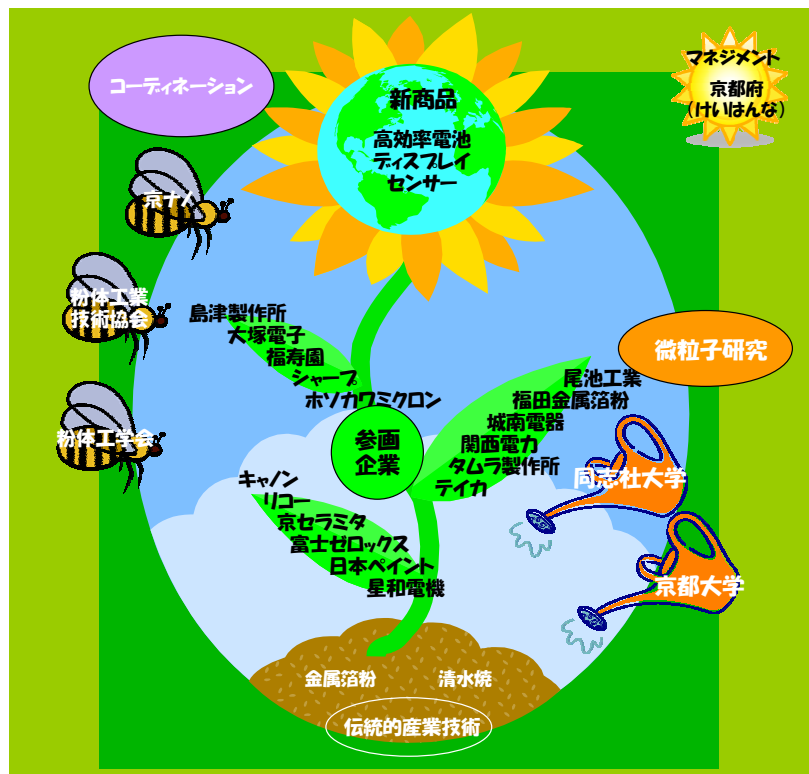 コーディネーション
マネジメント
京都府
(けいはんな)
新商品
高効率電池
ディスプレイ
センサー
京ナノ
粉体工業
技術協会
粉体工学会
島津製作所
大塚電子
福寿園
シャープ
ホソカワミクロン
微粒子研究
尾池工業
福田金属箔粉
城南電器
関西電力
タムラ製作所
テイカ
参画
企業
同志社大学
京都大学
キャノン
リコー
京セラミタ
富士ゼロックス
日本ペイント
星和電機
金属箔粉
清水焼
伝統的産業技術